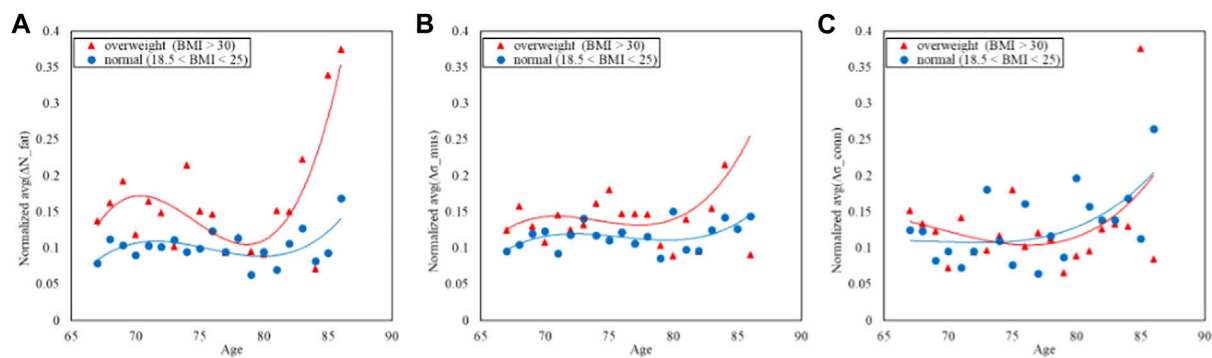 A
overweight (BMI > 30)
normal (18.5 < BMI < 25)
Normalized avg(ΔN_fat)
0.4
0.35
0.3
0.25
0.2
0.15
0.1
0.05
0
65 70 75 80 85 90
Age
B
overweight (BMI > 30)
normal (18.5 < BMI < 25)
Normalized avg(Δσ_mus)
0.4
0.35
0.3
0.25
0.2
0.15
0.1
0.05
0
65 70 75 80 85 90
Age
C
overweight (BMI > 30)
normal (18.5 < BMI < 25)
Normalized avg(Δσ_conn)
0.4
0.35
0.3
0.25
0.2
0.15
0.1
0.05
0
65 70 75 80 85 90
Age